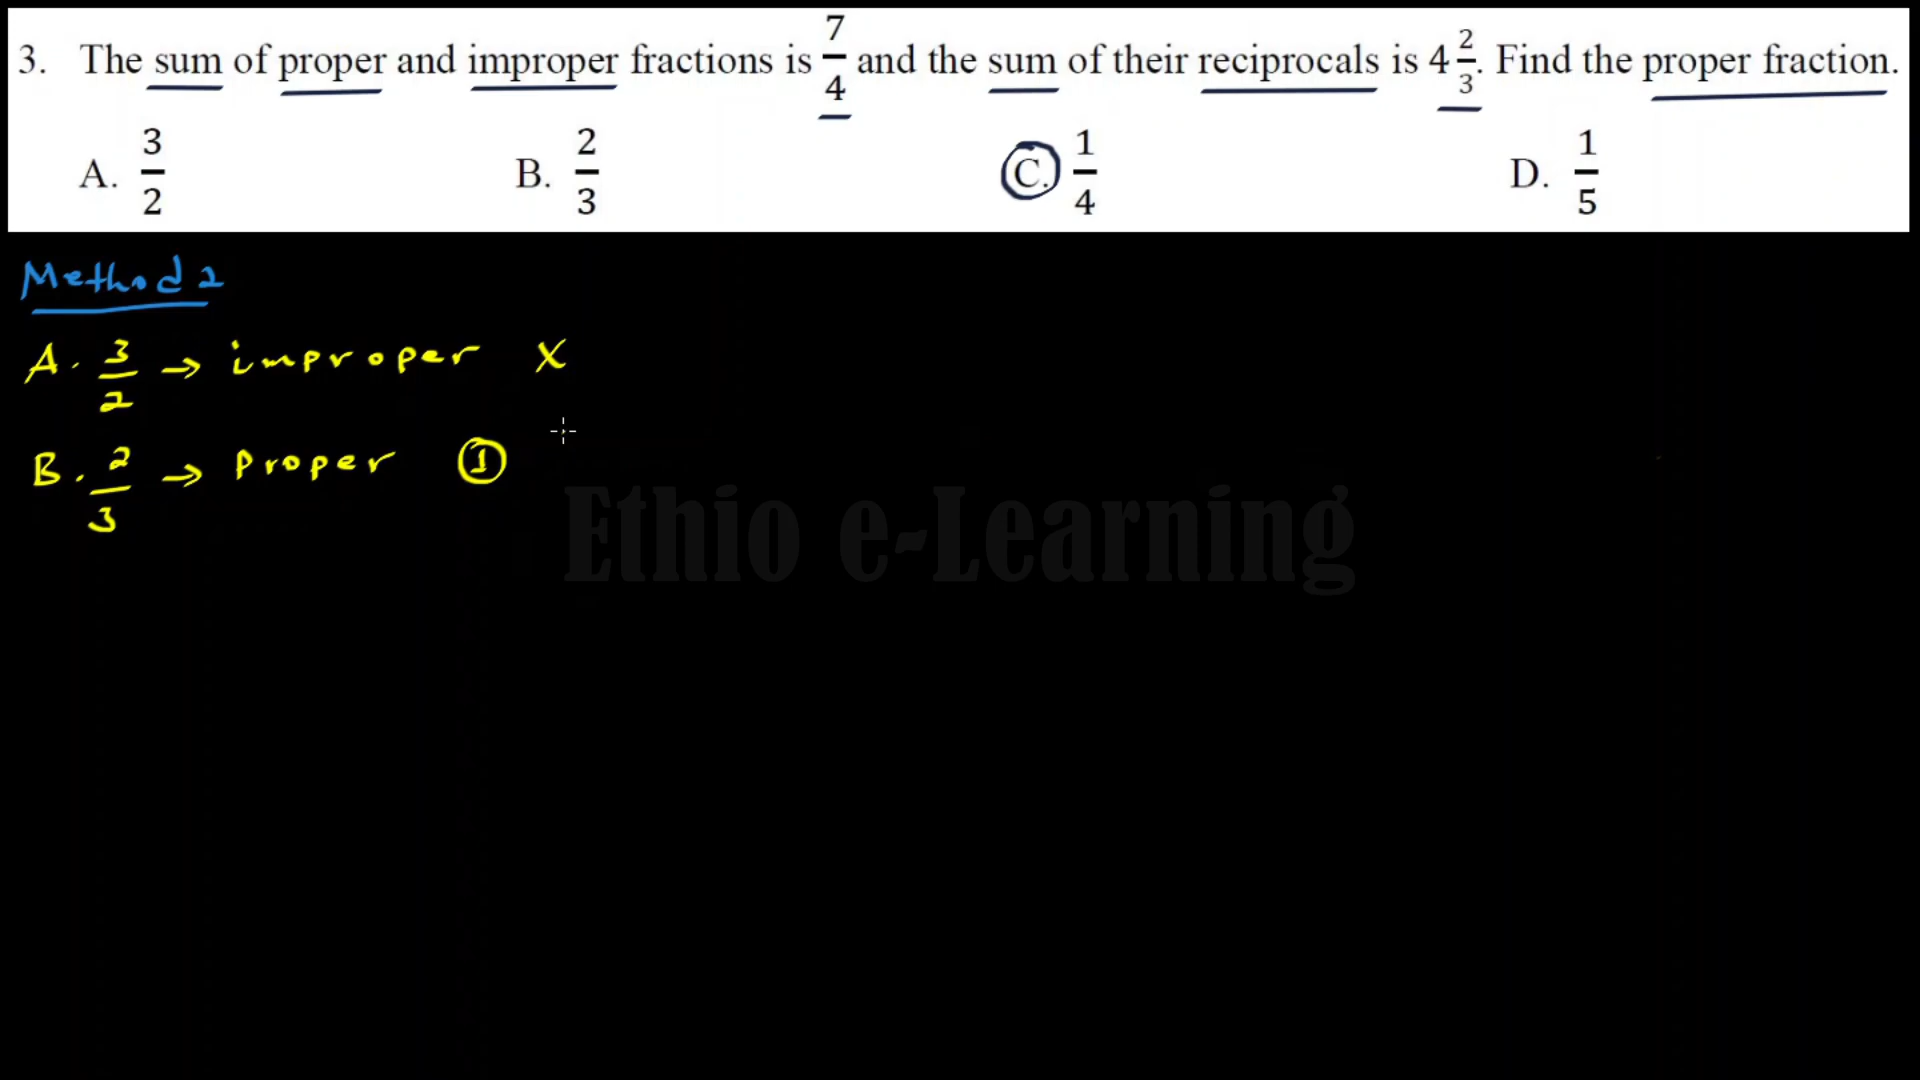 3. The sum of proper and improper fractions is 7/4 and the sum of their reciprocals is 4 2/3. Find the proper fraction.
A. 3/2 B. 2/3 C. 1/4 D. 1/5
Method 2
A. 3/2 → improper X
B. 2/3 → proper ①
Ethio e-Learning